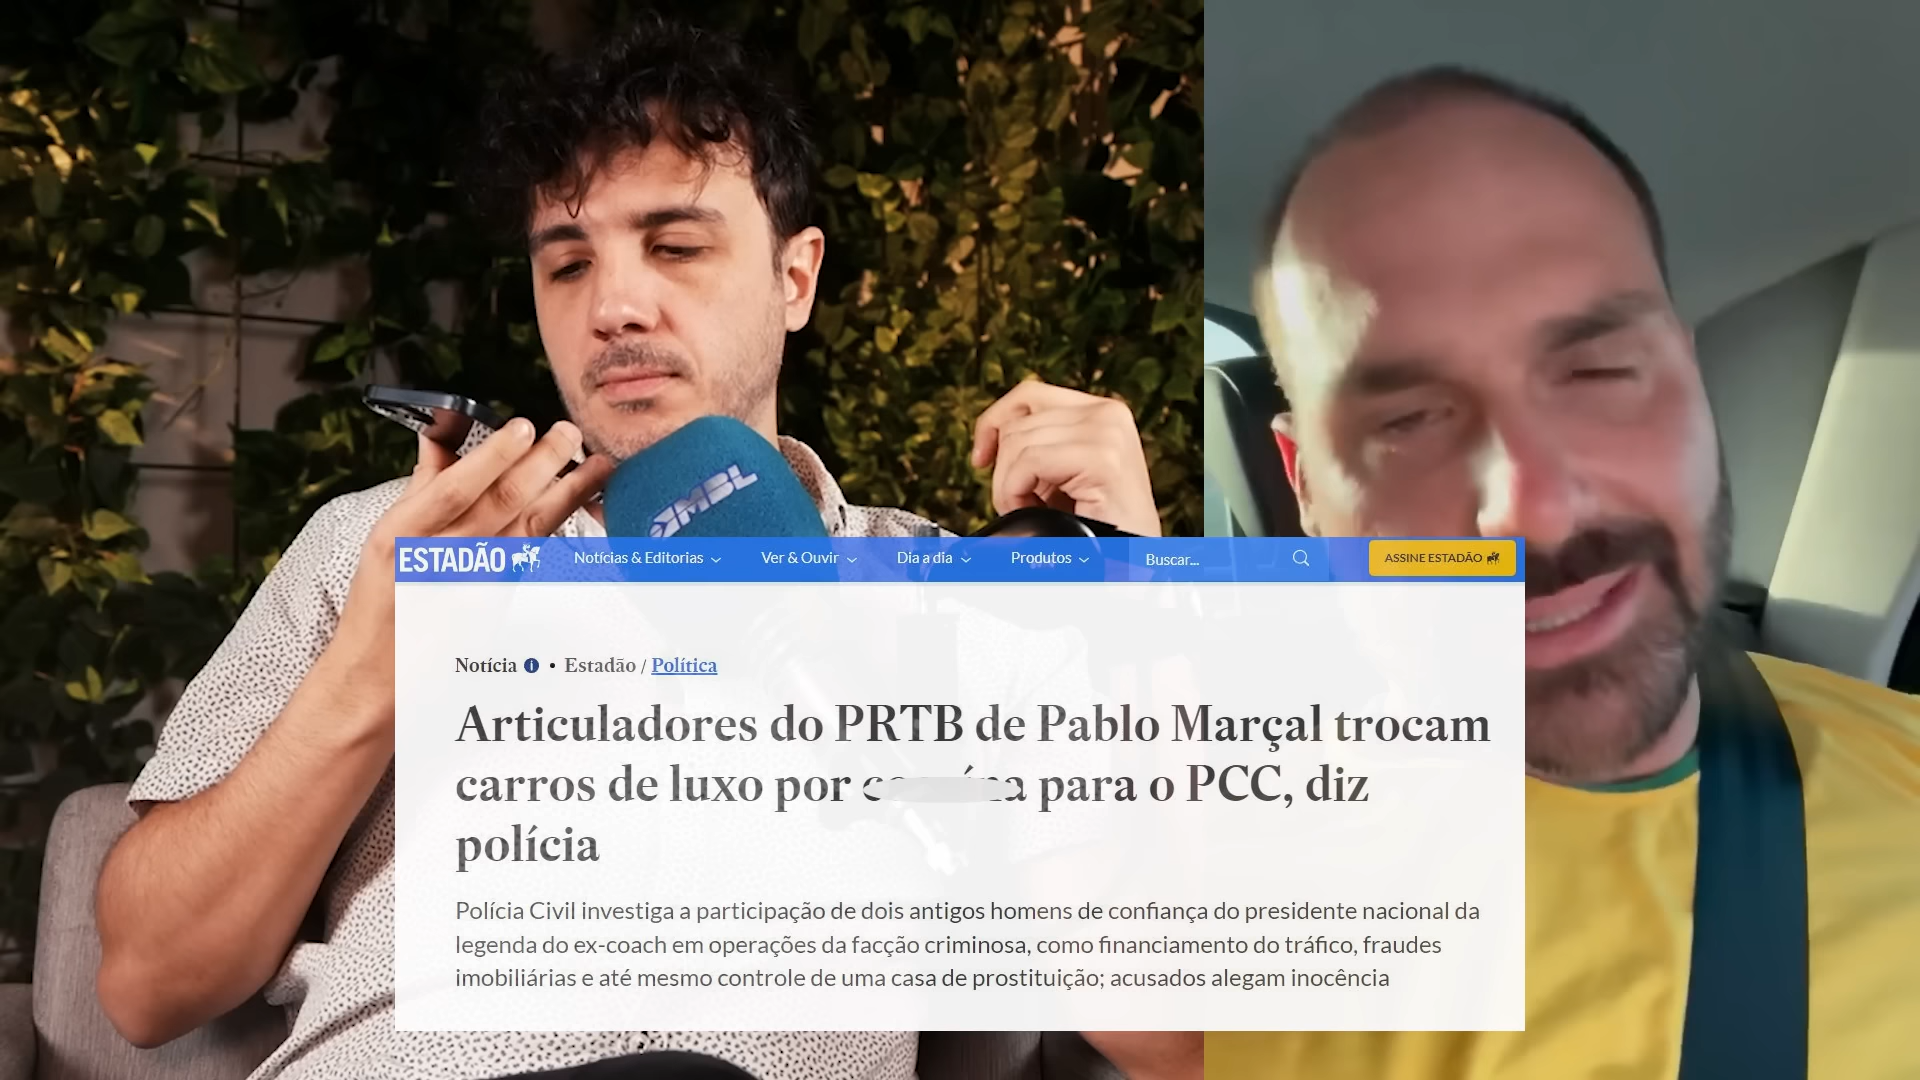 MBL
ESTADÃO
Notícias & Editorias
Ver & Ouvir
Dia a dia
Produtos
Buscar...
ASSINE ESTADÃO
Notícia i • Estadão / Política
Articuladores do PRTB de Pablo Marçal trocam
carros de luxo por para o PCC, diz
polícia
Polícia Civil investiga a participação de dois antigos homens de confiança do presidente nacional da
legenda do ex-coach em operações da facção criminosa, como financiamento do tráfico, fraudes
imobiliárias e até mesmo controle de uma casa de prostituição; acusados alegam inocência